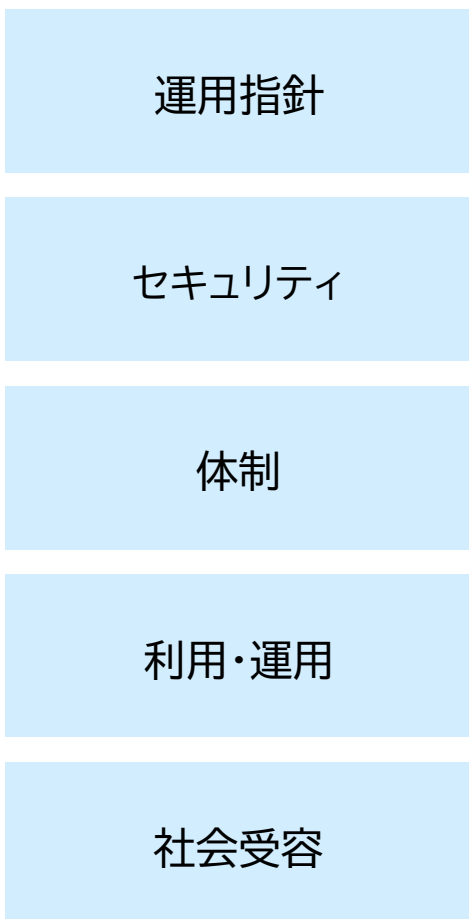 運用指針
セキュリティ
体制
利用・運用
社会受容